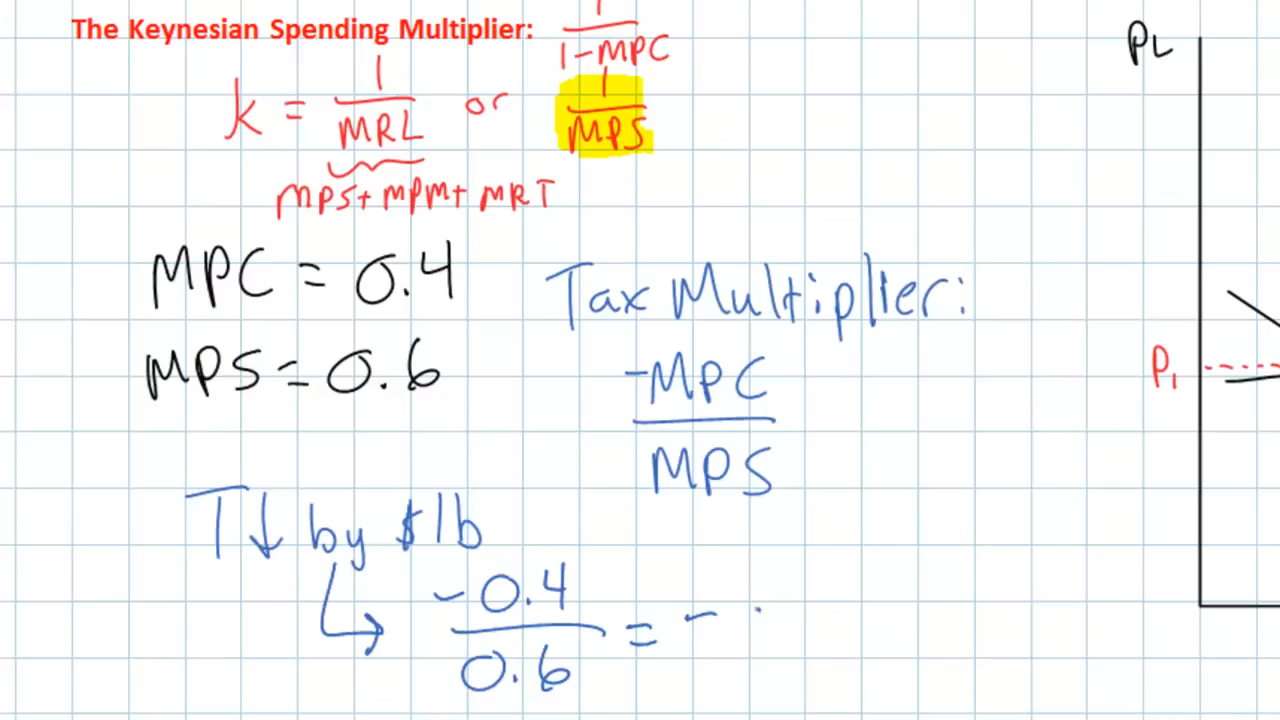 The Keynesian Spending Multiplier: 1/1-MPC
k = 1/MRL or 1/MPS
MPS+ MPM+ MRT
MPC = 0.4
MPS = 0.6
Tax Multiplier:
-MPC
MPS
T↓ by $1b
-0.4/0.6 = - .
PL
P1